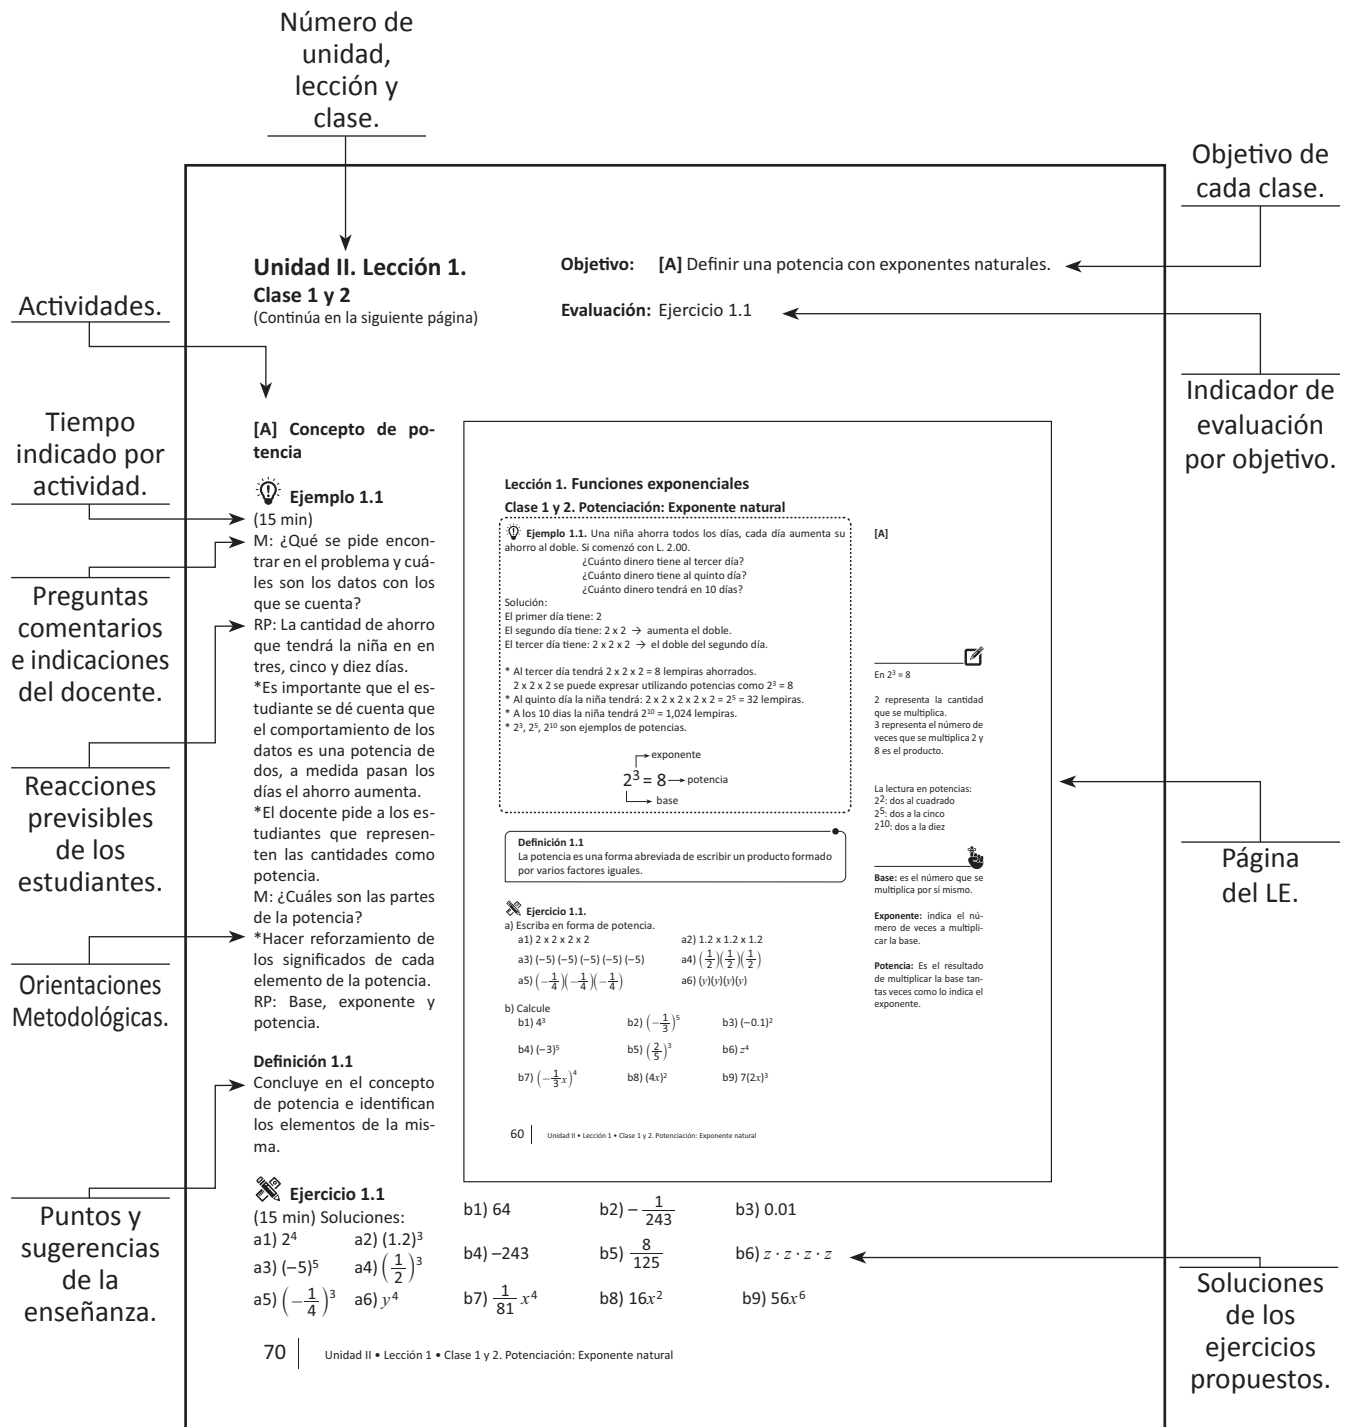 Número de
unidad,
lección y
clase.
Objetivo de
cada clase.
Unidad II. Lección 1.
Clase 1 y 2
(Continúa en la siguiente página)
Objetivo: [A] Definir una potencia con exponentes naturales.
Evaluación: Ejercicio 1.1
Actividades.
Tiempo
indicado por
actividad.
Preguntas
comentarios
e indicaciones
del docente.
Reacciones
previsibles
de los
estudiantes.
Orientaciones
Metodológicas.
Puntos y
sugerencias
de la
enseñanza.
Indicador de
evaluación
por objetivo.
Página
del LE.
Soluciones
de los
ejercicios
propuestos.
[A] Concepto de po-
tencia
Ejemplo 1.1
(15 min)
M: ¿Qué se pide encon-
trar en el problema y cuá-
les son los datos con los
que se cuenta?
RP: La cantidad de ahorro
que tendrá la niña en en
tres, cinco y diez días.
*Es importante que el es-
tudiante se dé cuenta que
el comportamiento de los
datos es una potencia de
dos, a medida pasan los
días el ahorro aumenta.
*El docente pide a los es-
tudiantes que represen-
ten las cantidades como
potencia.
M: ¿Cuáles son las partes
de la potencia?
*Hacer reforzamiento de
los significados de cada
elemento de la potencia.
RP: Base, exponente y
potencia.
Definición 1.1
Concluye en el concepto
de potencia e identifican
los elementos de la mis-
ma.
Lección 1. Funciones exponenciales
Clase 1 y 2. Potenciación: Exponente natural
Ejemplo 1.1. Una niña ahorra todos los días, cada día aumenta su
ahorro al doble. Si comenzó con L. 2.00.
¿Cuánto dinero tiene al tercer día?
¿Cuánto dinero tiene al quinto día?
¿Cuánto dinero tendrá en 10 días?
Solución:
El primer día tiene: 2
El segundo día tiene: 2 x 2 → aumenta el doble.
El tercer día tiene: 2 x 2 x 2 → el doble del segundo día.
* Al tercer día tendrá 2 x 2 x 2 = 8 lempiras ahorrados.
2 x 2 x 2 se puede expresar utilizando potencias como 2³ = 8
* Al quinto día la niña tendrá: 2 x 2 x 2 x 2 x 2 = 2⁵ = 32 lempiras.
* A los 10 dias la niña tendrá 2¹⁰ = 1,024 lempiras.
* 2³, 2⁵, 2¹⁰ son ejemplos de potencias.
exponente
2³ = 8 → potencia
base
Definición 1.1
La potencia es una forma abreviada de escribir un producto formado
por varios factores iguales.
Ejercicio 1.1.
a) Escriba en forma de potencia.
a1) 2 x 2 x 2 x 2 a2) 1.2 x 1.2 x 1.2
a3) (−5) (−5) (−5) (−5) (−5) a4) (1/2)(1/2)(1/2)
a5) (−1/4)(−1/4)(−1/4) a6) (y)(y)(y)(y)
b) Calcule
b1) 4³ b2) (−1/3)⁵ b3) (−0.1)²
b4) (−3)⁵ b5) (2/5)³ b6) z⁴
b7) (−1/3x)⁴ b8) (4x)² b9) 7(2x)³
60 Unidad II • Lección 1 • Clase 1 y 2. Potenciación: Exponente natural
[A]
En 2³ = 8
2 representa la cantidad
que se multiplica.
3 representa el número de
veces que se multiplica 2 y
8 es el producto.
La lectura en potencias:
2²: dos al cuadrado
2⁵: dos a la cinco
2¹⁰: dos a la diez
Base: es el número que se
multiplica por sí mismo.
Exponente: indica el nú-
mero de veces a multipli-
car la base.
Potencia: Es el resultado
de multiplicar la base tan-
tas veces como lo indica el
exponente.
Ejercicio 1.1
(15 min) Soluciones:
a1) 2⁴ a2) (1.2)³
a3) (−5)⁵ a4) (1/2)³
a5) (−1/4)³ a6) y⁴
b1) 64 b2) −1/243 b3) 0.01
b4) −243 b5) 8/125 b6) z · z · z · z
b7) 1/81 x⁴ b8) 16x² b9) 56x⁶
70 Unidad II • Lección 1 • Clase 1 y 2. Potenciación: Exponente natural